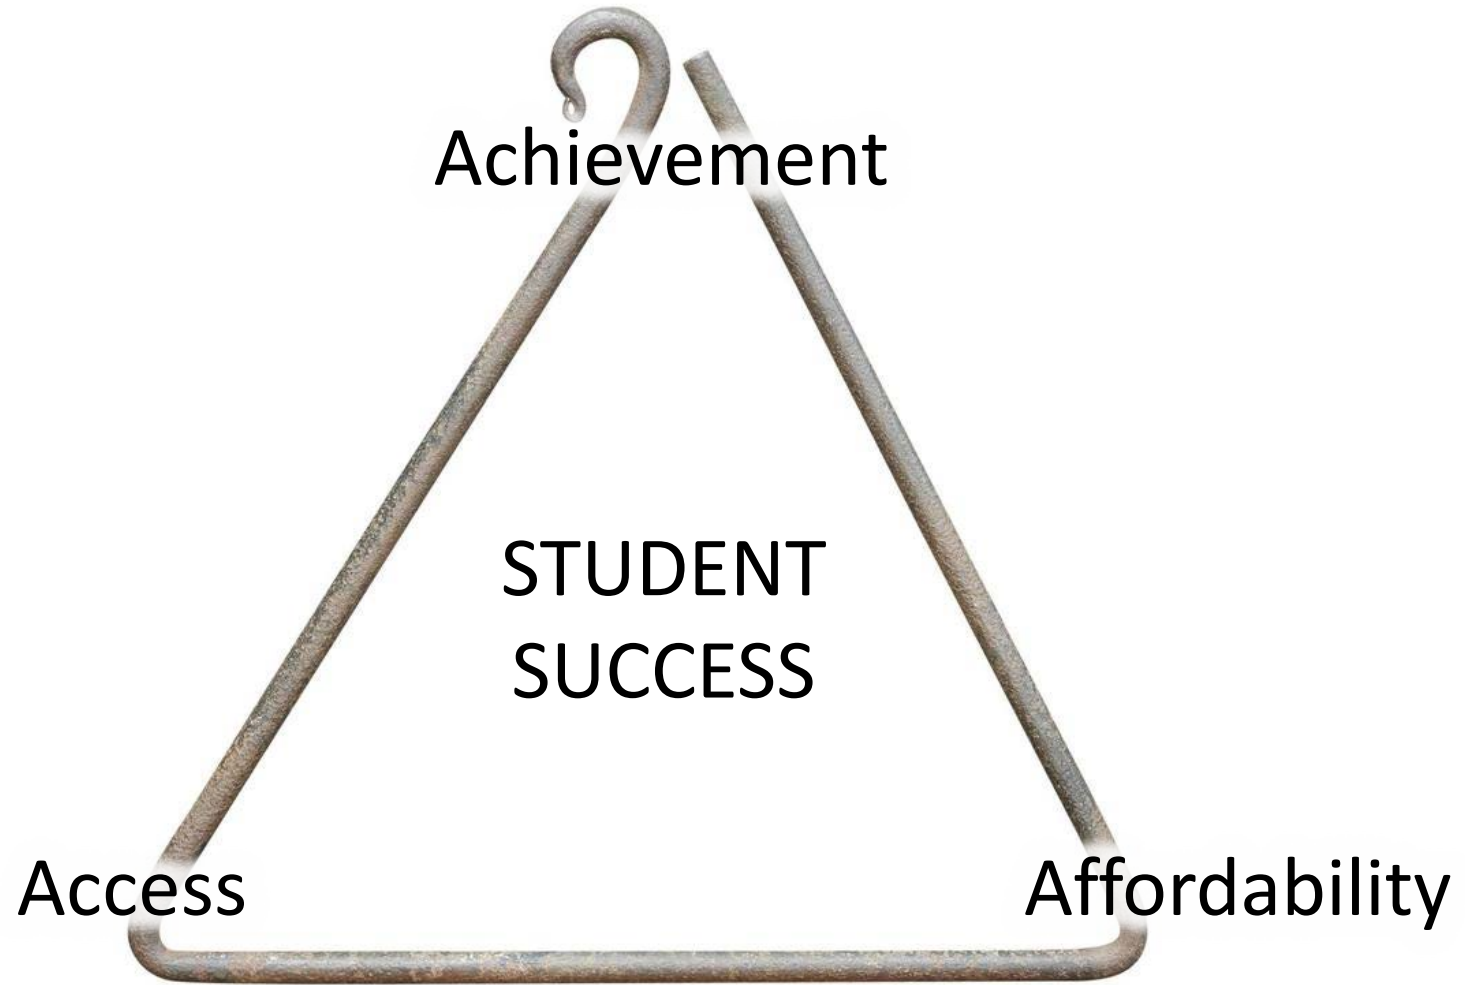 Achievement
STUDENT
SUCCESS
Access
Affordability